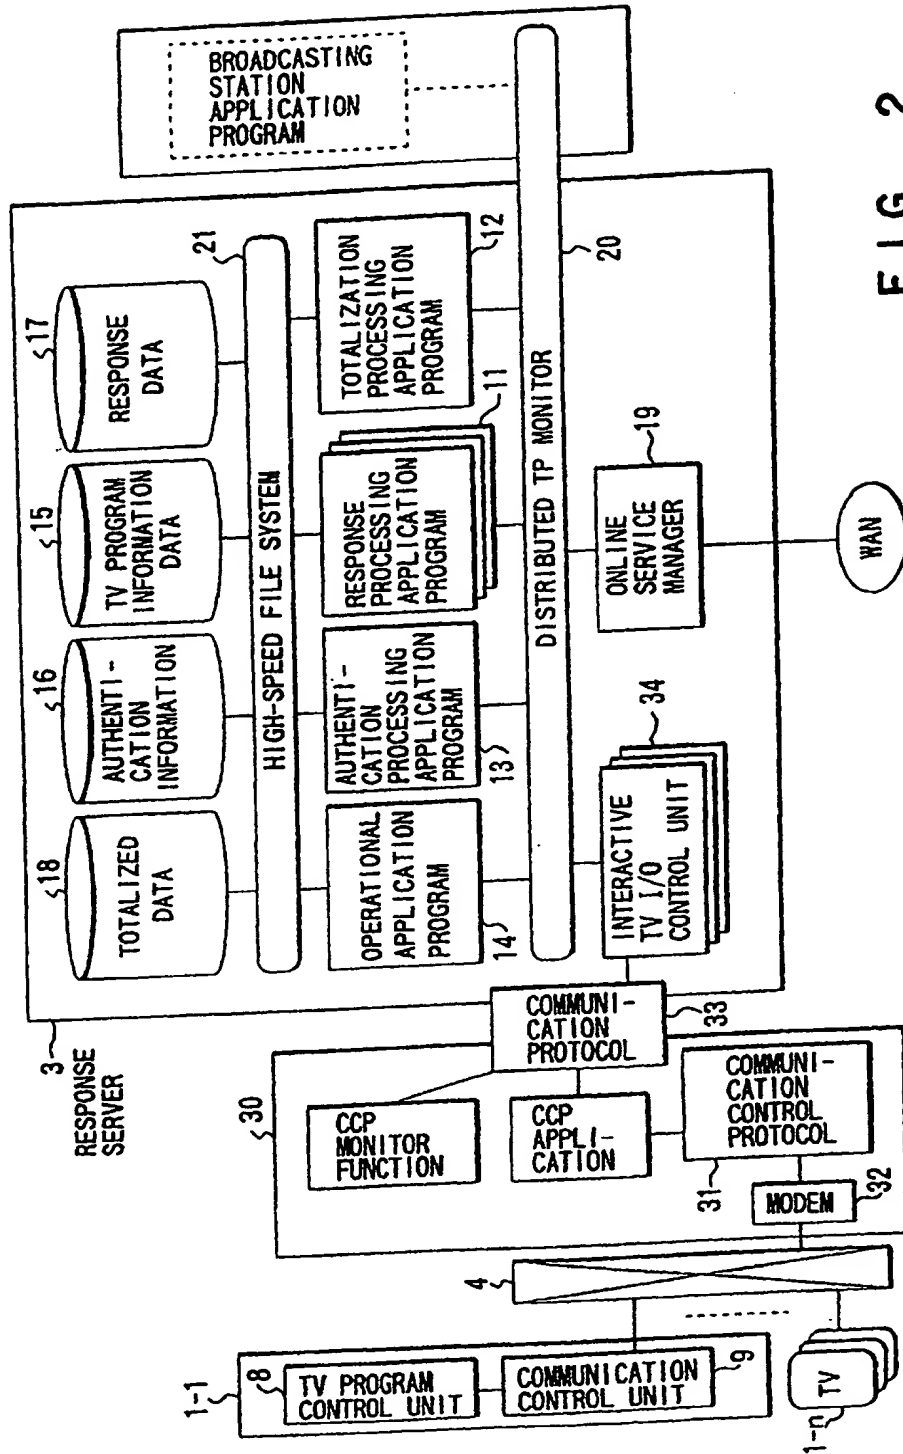 BROADCASTING
STATION
APPLICATION
PROGRAM
17
RESPONSE
DATA
15
TV PROGRAM
INFORMATION
DATA
16
AUTHENTI-
CATION
INFORMATION
18
TOTALIZED
DATA
21
HIGH-SPEED FILE SYSTEM
TOTALIZATION
PROCESSING
APPLICATION
PROGRAM
12
RESPONSE
PROCESSING
APPLICATION
PROGRAM
11
AUTHENTI-
CATION
PROCESSING
APPLICATION
PROGRAM
13
OPERATIONAL
APPLICATION
PROGRAM
14
DISTRIBUTED TP MONITOR
20
ONLINE
SERVICE
MANAGER
19
WAN
INTERACTIVE
TV I/O
CONTROL UNIT
34
3
RESPONSE
SERVER
COMMUNI-
CATION
PROTOCOL
33
30
CCP
MONITOR
FUNCTION
CCP
APPLI-
CATION
COMMUNI-
CATION
CONTROL
PROTOCOL
31
MODEM
32
4
1-1
8
TV PROGRAM
CONTROL UNIT
COMMUNICATION
CONTROL UNIT
9
TV
1-n
FIG 2